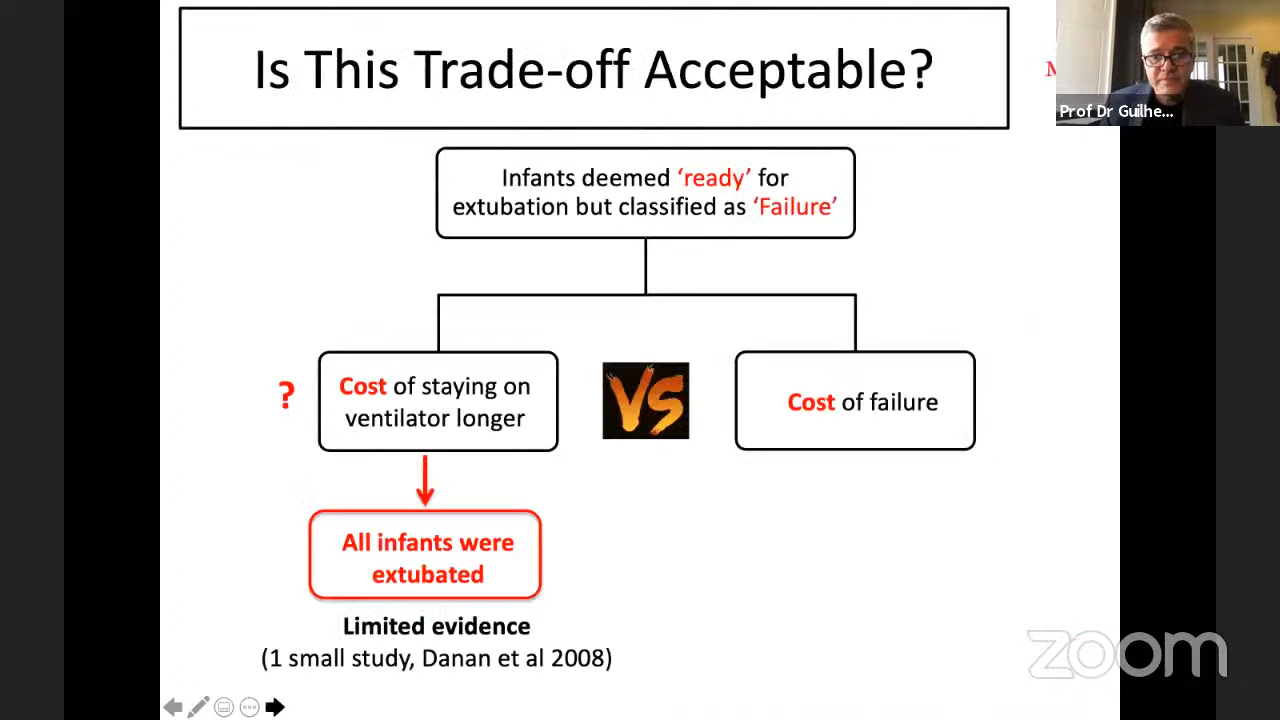 Is This Trade-off Acceptable?
M
Prof Dr Guilhe...
Infants deemed ‘ready’ for
extubation but classified as ‘Failure’
? Cost of staying on
ventilator longer
VS
Cost of failure
All infants were
extubated
Limited evidence
(1 small study, Danan et al 2008)
zoom